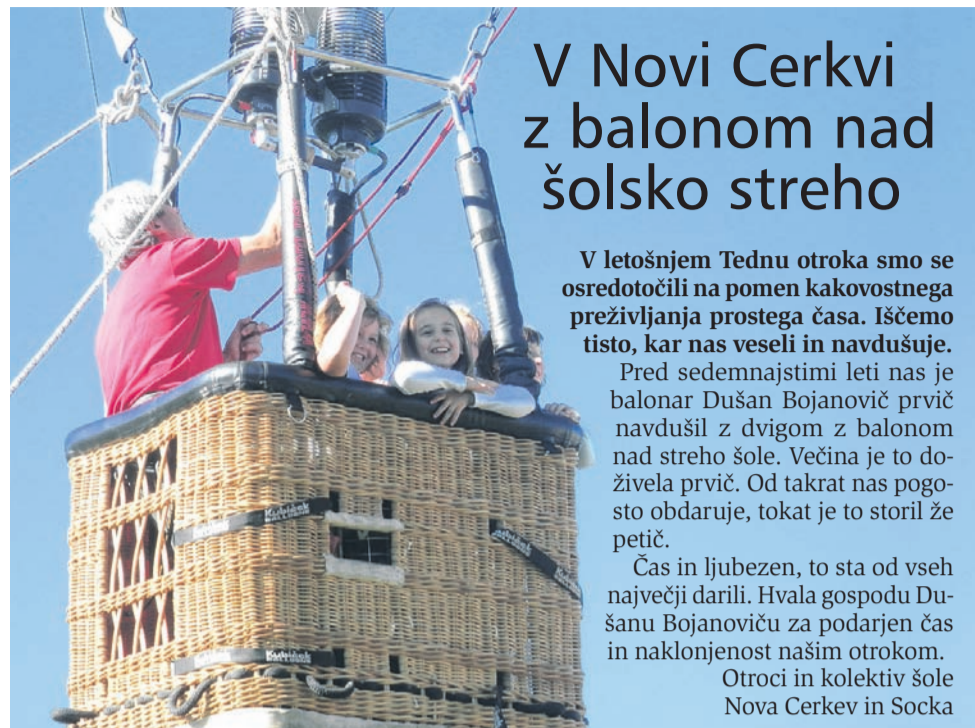 V Novi Cerkvi
z balonom nad
šolsko streho
V letošnjem Tednu otroka smo se
osredotočili na pomen kakovostnega
preživljanja prostega časa. Iščemo
tisto, kar nas veseli in navdušuje.
Pred sedemnajstimi leti nas je
balonar Dušan Bojanovič prvič
navdušil z dvigom z balonom
nad streho šole. Večina je to do-
živela prvič. Od takrat nas pogo-
sto obdaruje, tokat je to storil že
petič.
Čas in ljubezen, to sta od vseh
največji darili. Hvala gospodu Du-
šanu Bojanoviču za podarjen čas
in naklonjenost našim otrokom.
Otroci in kolektiv šole
Nova Cerkev in Socka
Kubíček
BALLOONS